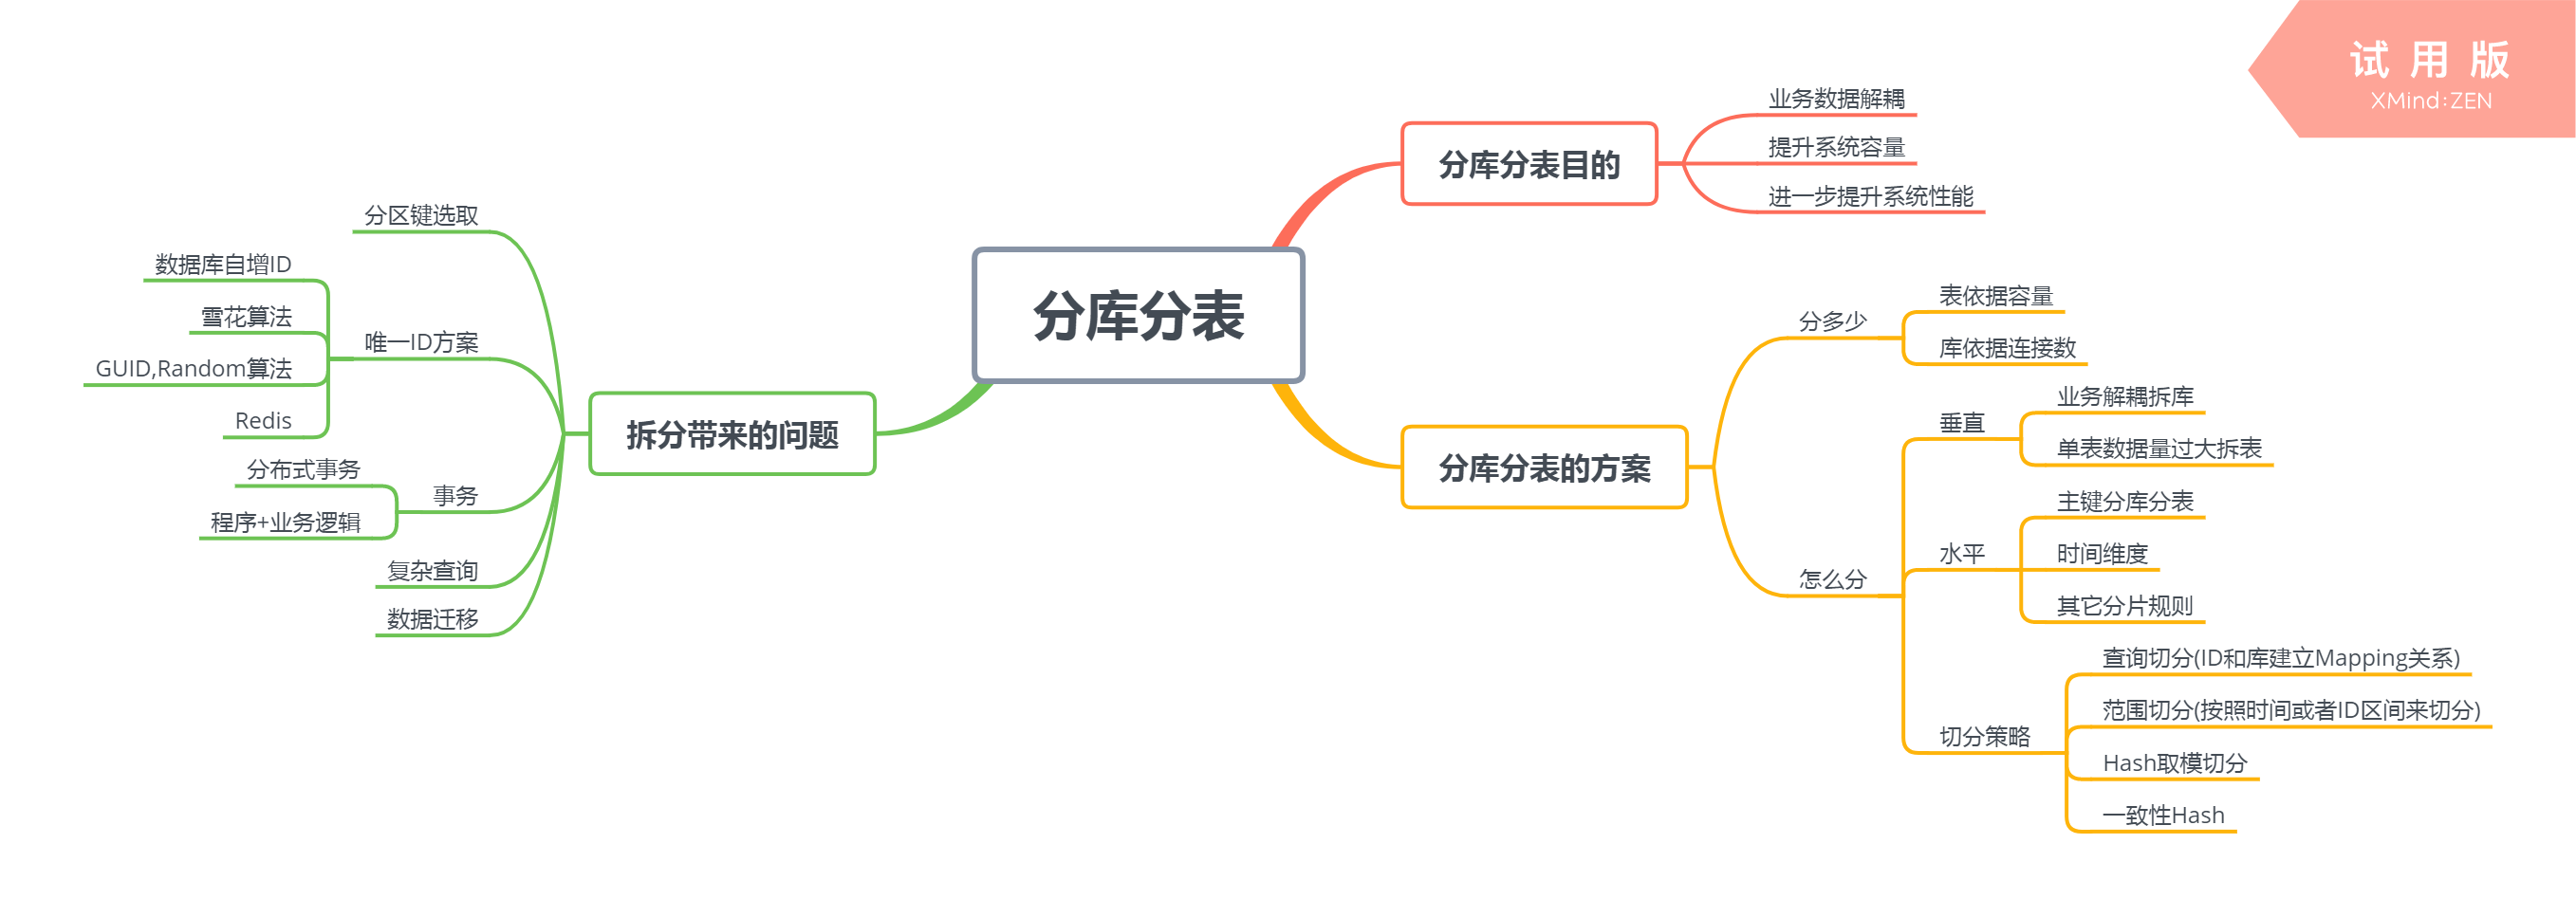 试用版
XMind:ZEN
分库分表
分库分表目的
业务数据解耦
提升系统容量
进一步提升系统性能
分库分表的方案
分多少
表依据容量
库依据连接数
怎么分
垂直
业务解耦拆库
单表数据量过大拆表
水平
主键分库分表
时间维度
其它分片规则
切分策略
查询切分(ID和库建立Mapping关系)
范围切分(按照时间或者ID区间来切分)
Hash取模切分
一致性Hash
拆分带来的问题
分区键选取
唯一ID方案
数据库自增ID
雪花算法
GUID,Random算法
Redis
事务
分布式事务
程序+业务逻辑
复杂查询
数据迁移